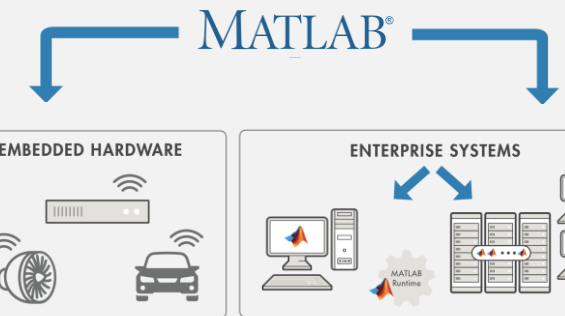 MATLAB®
EMBEDDED HARDWARE
ENTERPRISE SYSTEMS
MATLAB
Runtime